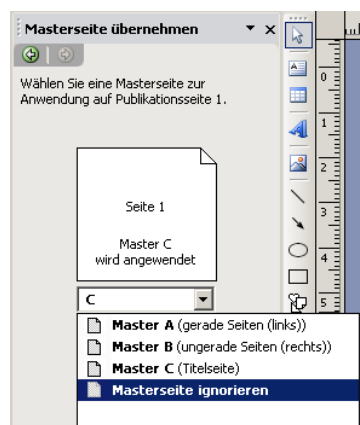 Masterseite übernehmen
Wählen Sie eine Masterseite zur
Anwendung auf Publikationsseite 1.
Seite 1
Master C
wird angewendet
C
Master A (gerade Seiten (links))
Master B (ungerade Seiten (rechts))
Master C (Titelseite)
Masterseite ignorieren
A
A
0
1
2
3
4
5